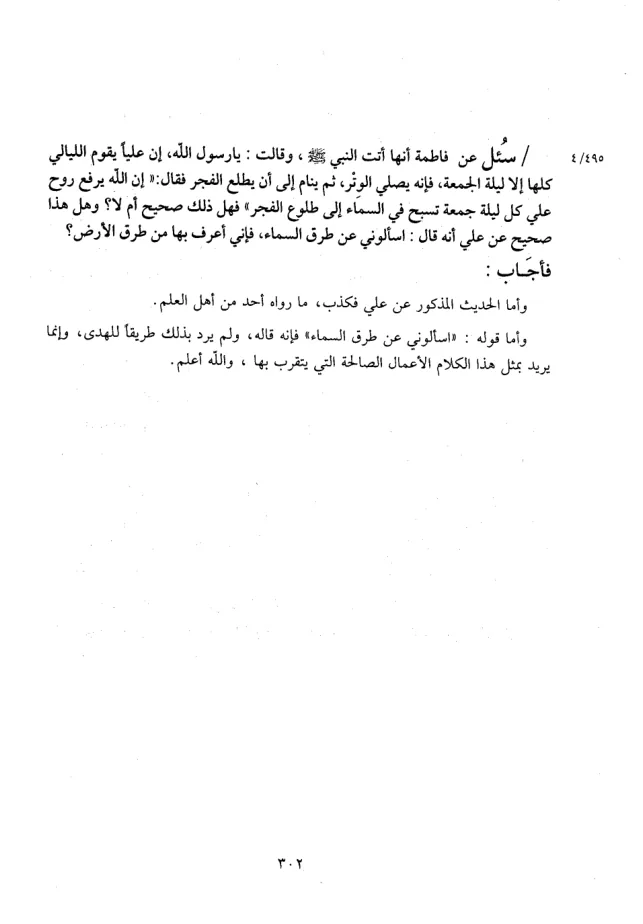 ٤/٤٩٥ / سُئل عن فاطمة أنها أتت النبي ﷺ ، وقالت : يارسول الله، إن علياً يقوم الليالي
كلها إلا ليلة الجمعة، فإنه يصلي الوِتْر، ثم ينام إلى أن يطلع الفجر فقال:« إن الله يرفع روح
علي كل ليلة جمعة تسبح في السمَاء إلى طلوع الفجر» فهل ذلك صحيح أم لا؟ وهل هذا
صحيح عن علي أنه قال : اسألوني عن طرق السماء، فإني أعرف بها من طرق الأرض؟
فأجَـاب :
وأما الحديث المذكور عن علي فكذب، ما رواه أحد من أهل العلم.
وأما قوله : «اسألوني عن طرق السماء» فإنه قاله، ولم يرد بذلك طريقاً للهدى، وإنما
يريد بمثل هذا الكلام الأعمال الصالحة التي يتقرب بها ، والله أعلم.
٣٠٢